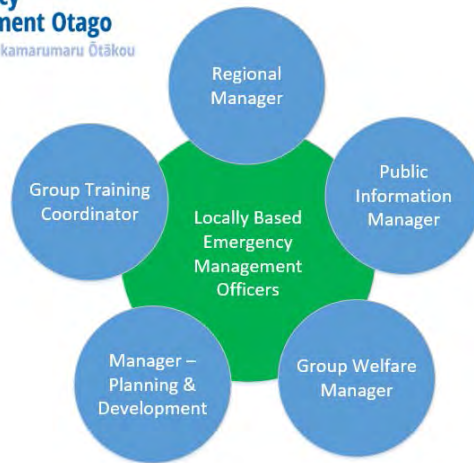 ment Otago
kamarumaru Ōtākou
Regional
Manager
Group Training
Coordinator
Public
Information
Manager
Locally Based
Emergency
Management
Officers
Manager –
Planning &
Development
Group Welfare
Manager